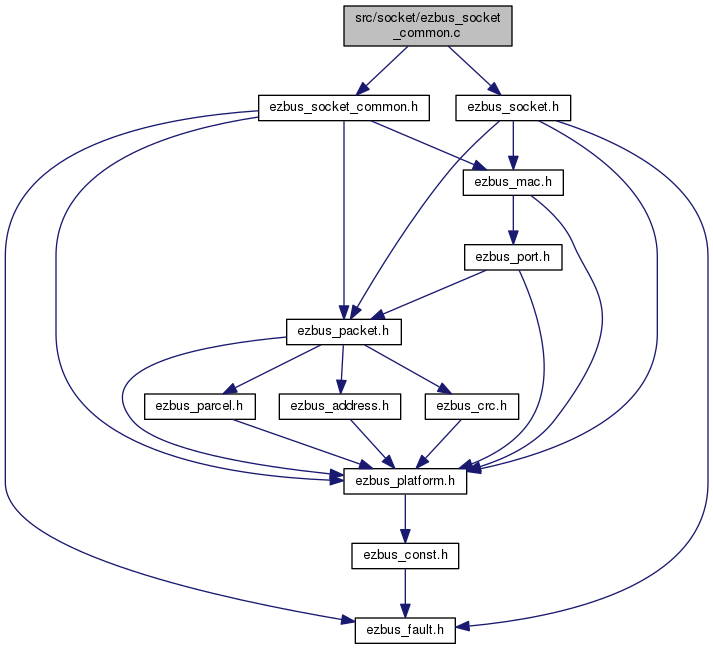 src/socket/ezbus_socket
_common.c
ezbus_socket_common.h
ezbus_socket.h
ezbus_mac.h
ezbus_port.h
ezbus_packet.h
ezbus_parcel.h
ezbus_address.h
ezbus_crc.h
ezbus_platform.h
ezbus_const.h
ezbus_fault.h